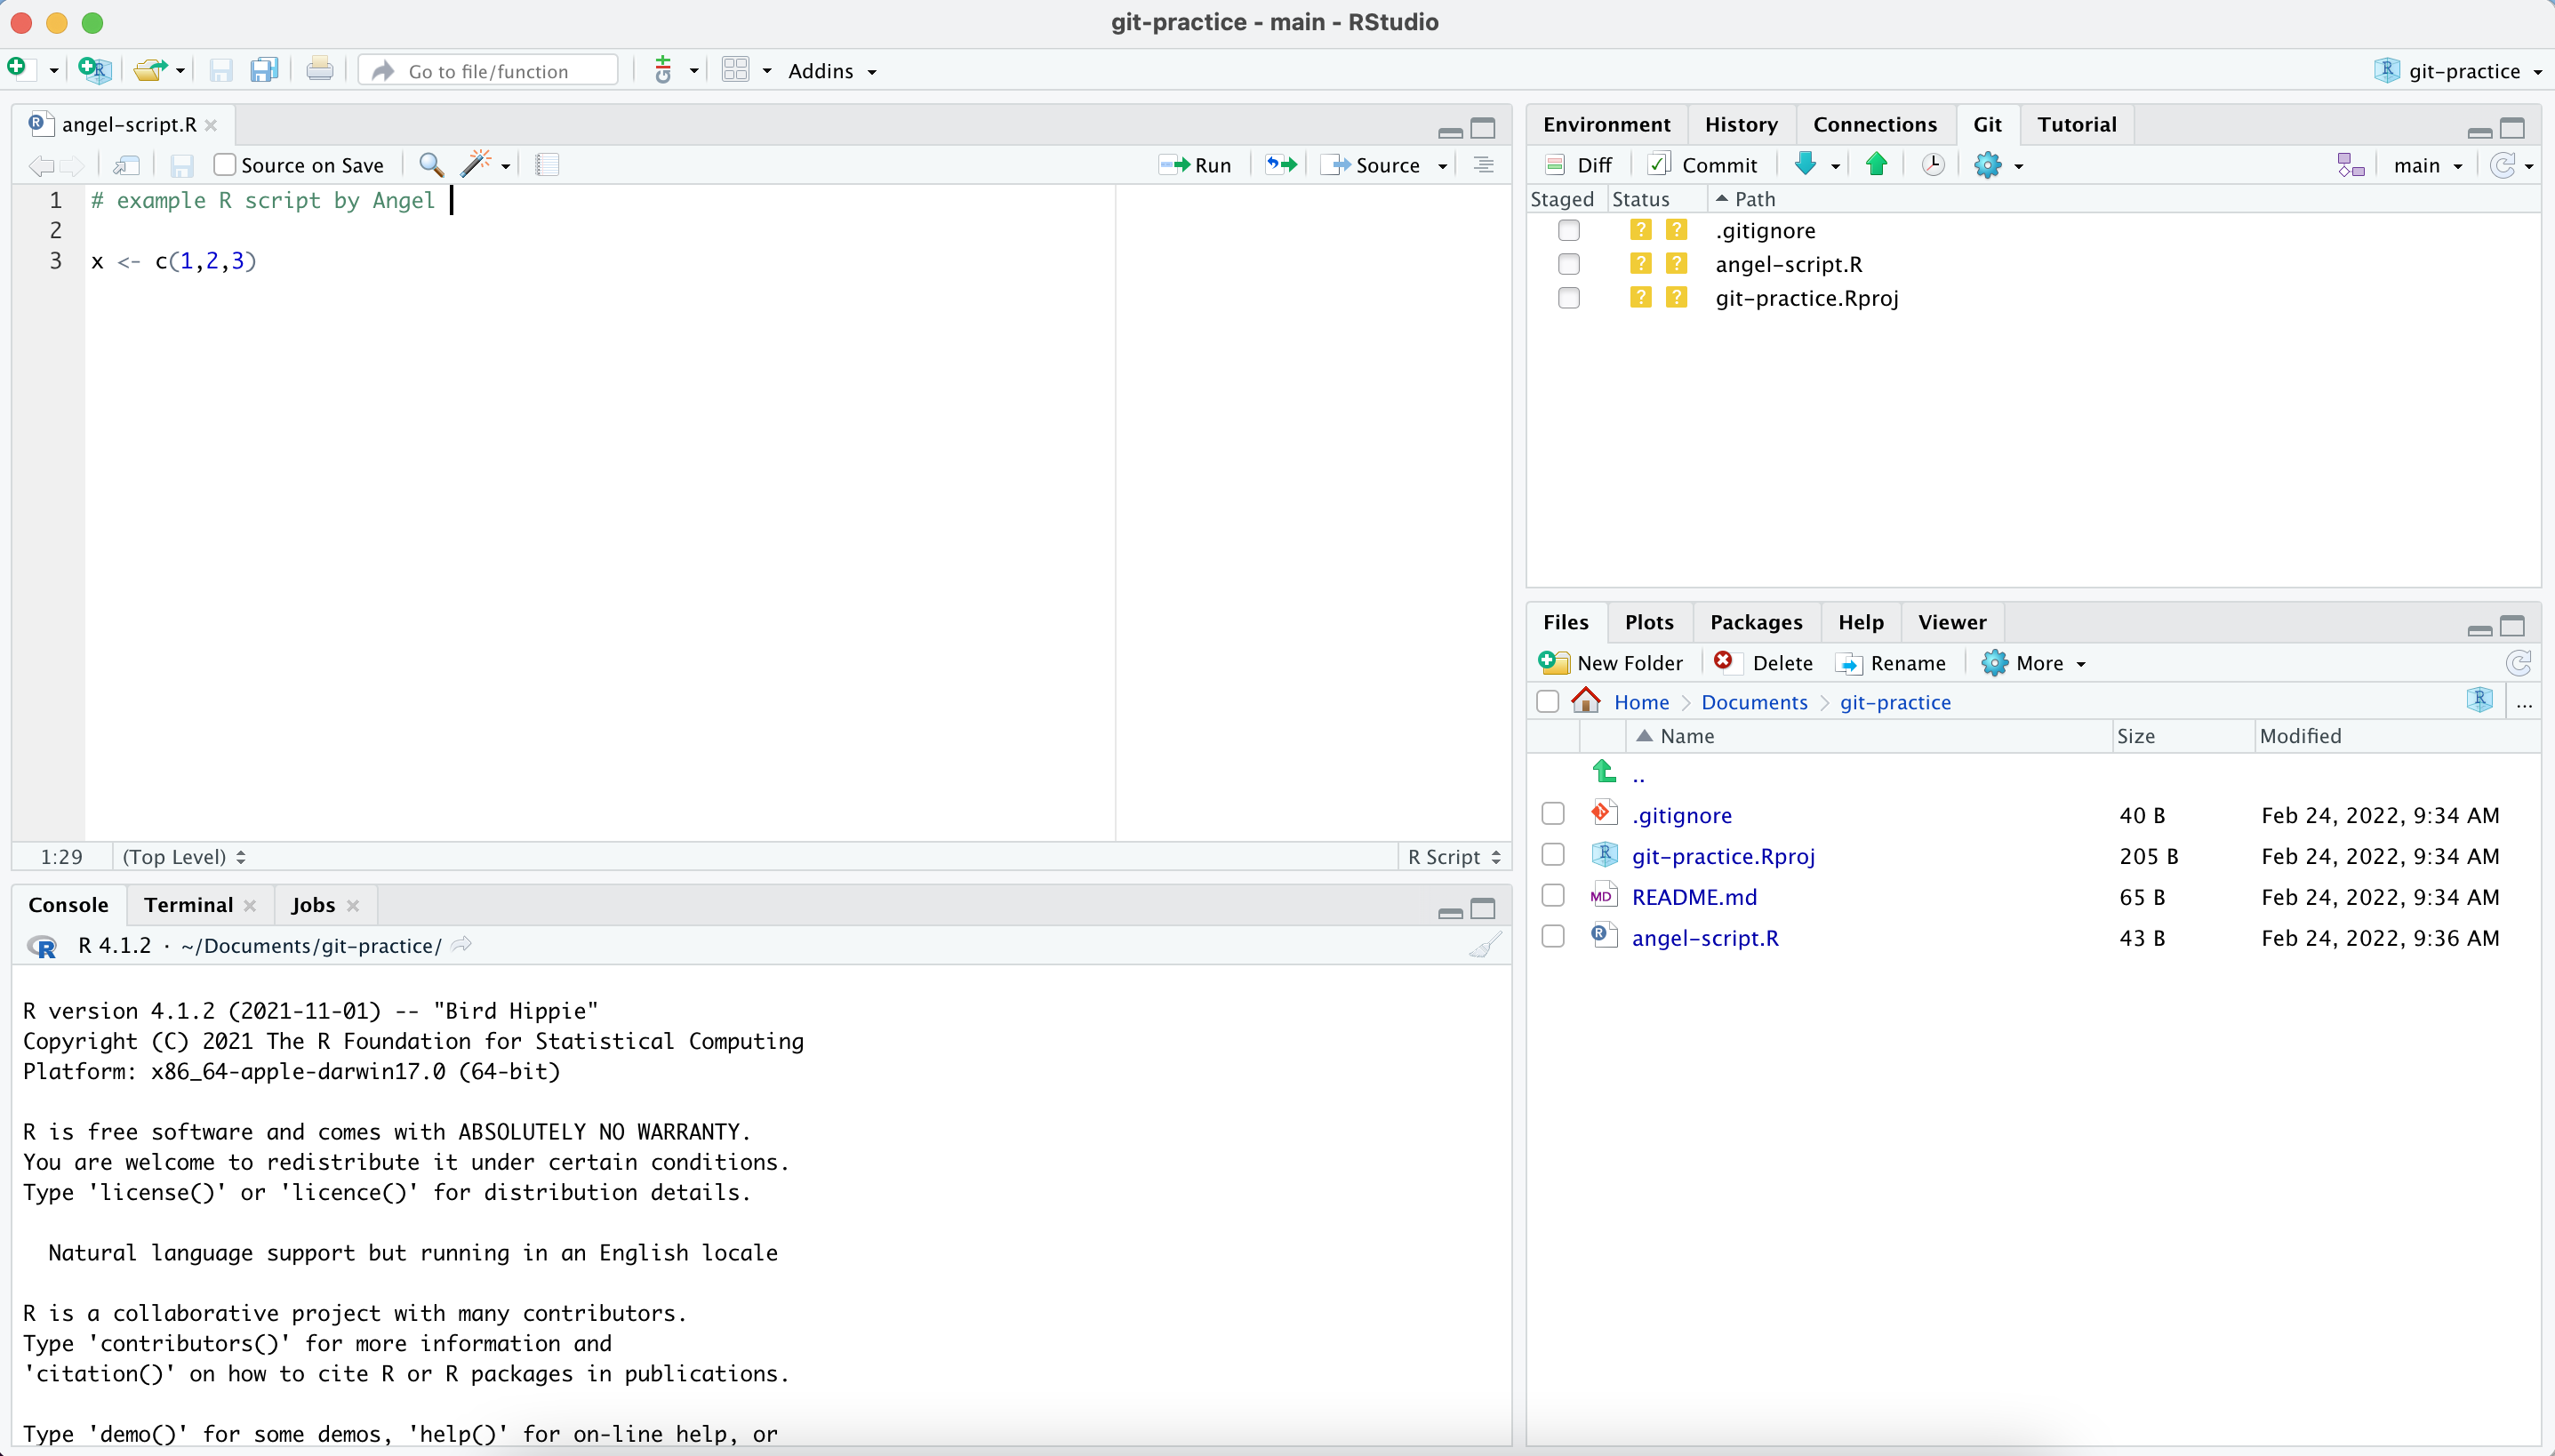 git-practice - main - RStudio
Go to file/function
Addins
git-practice
angel-script.R
Source on Save
Run
Source
1 # example R script by Angel
2
3 x <- c(1,2,3)
1:29 (Top Level) R Script
Console Terminal Jobs
R 4.1.2 · ~/Documents/git-practice/
R version 4.1.2 (2021-11-01) -- "Bird Hippie"
Copyright (C) 2021 The R Foundation for Statistical Computing
Platform: x86_64-apple-darwin17.0 (64-bit)
R is free software and comes with ABSOLUTELY NO WARRANTY.
You are welcome to redistribute it under certain conditions.
Type 'license()' or 'licence()' for distribution details.
Natural language support but running in an English locale
R is a collaborative project with many contributors.
Type 'contributors()' for more information and
'citation()' on how to cite R or R packages in publications.
Type 'demo()' for some demos, 'help()' for on-line help, or
Environment History Connections Git Tutorial
Diff Commit main
Staged Status Path
? ? .gitignore
? ? angel-script.R
? ? git-practice.Rproj
Files Plots Packages Help Viewer
New Folder Delete Rename More
Home Documents git-practice ...
Name Size Modified
..
.gitignore 40 B Feb 24, 2022, 9:34 AM
git-practice.Rproj 205 B Feb 24, 2022, 9:34 AM
MD README.md 65 B Feb 24, 2022, 9:34 AM
angel-script.R 43 B Feb 24, 2022, 9:36 AM